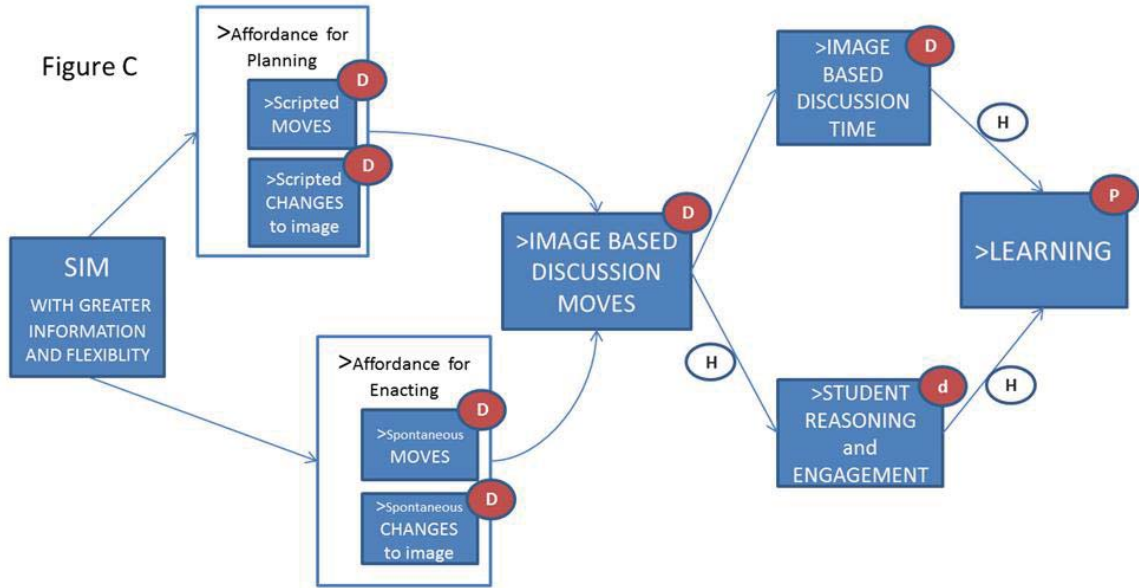 Figure C
>Affordance for
Planning
D
>Scripted
MOVES
D
>Scripted
CHANGES
to image
SIM
WITH GREATER
INFORMATION
AND FLEXIBLITY
>Affordance for
Enacting
D
>Spontaneous
MOVES
D
>Spontaneous
CHANGES
to image
D
>IMAGE BASED
DISCUSSION
MOVES
H
D
>IMAGE
BASED
DISCUSSION
TIME
H
d
>STUDENT
REASONING
and
ENGAGEMENT
H
P
>LEARNING